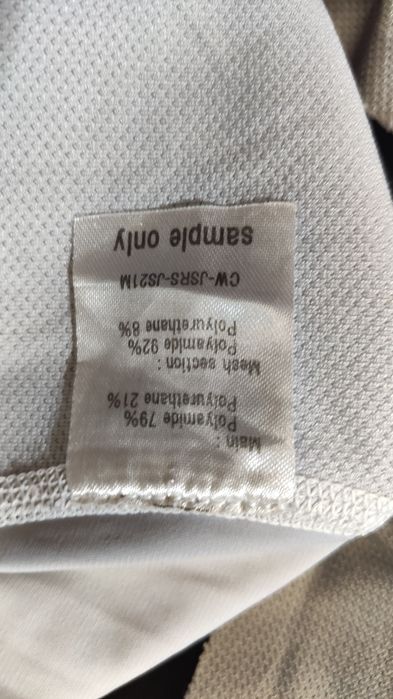 Main :
Polyamide 79%
Polyurethane 21%
Mesh section :
Polyamide 92%
Polyurethane 8%
CW-JSRS-JS21M
sample only